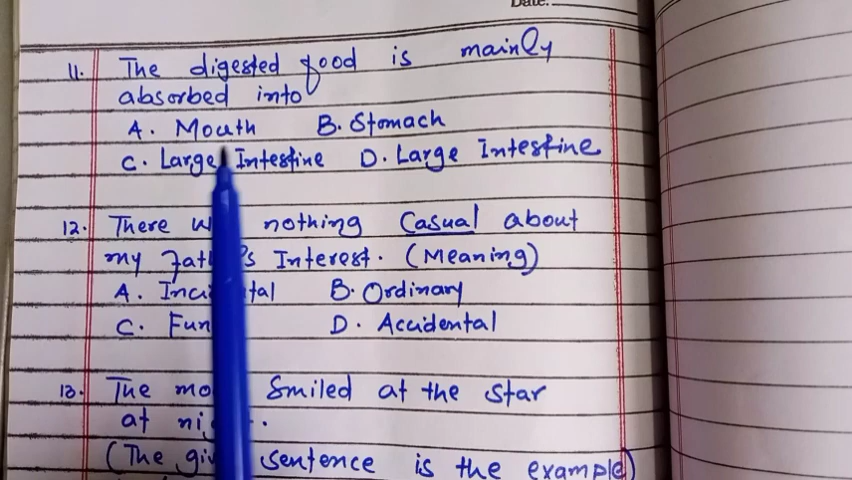 Date.
11. The digested food is mainly
absorbed into
A. Mouth B. Stomach
C. Large Intestine D. Large Intestine
12. There nothing Casual about
my Interest. (Meaning)
A. B. Ordinary
C. D. Accidental
13. The Smiled at the star
at
(The sentence is the example)